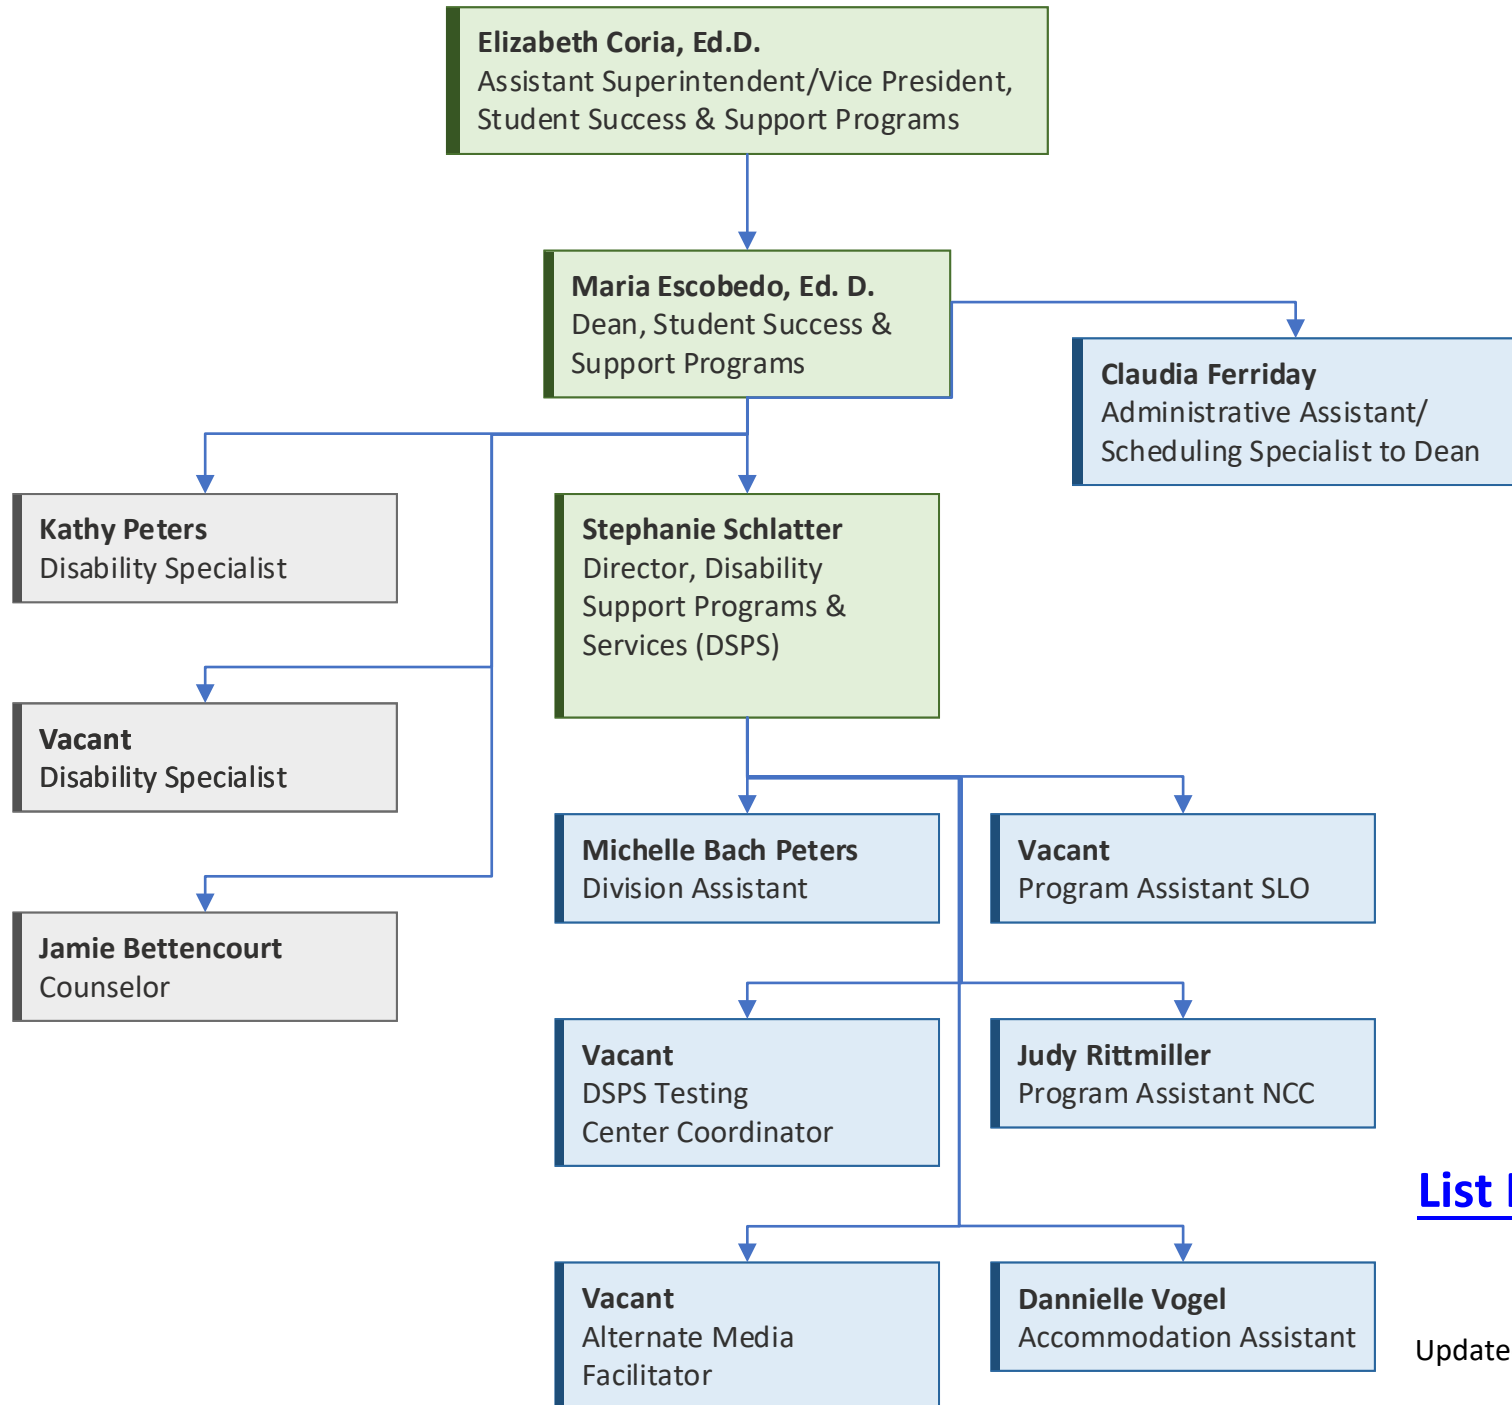 Elizabeth Coria, Ed.D.
Assistant Superintendent/Vice President,
Student Success & Support Programs
Maria Escobedo, Ed. D.
Dean, Student Success &
Support Programs
Claudia Ferriday
Administrative Assistant/
Scheduling Specialist to Dean
Kathy Peters
Disability Specialist
Stephanie Schlatter
Director, Disability
Support Programs &
Services (DSPS)
Vacant
Disability Specialist
Michelle Bach Peters
Division Assistant
Vacant
Program Assistant SLO
Jamie Bettencourt
Counselor
Vacant
DSPS Testing
Center Coordinator
Judy Rittmiller
Program Assistant NCC
List
Vacant
Alternate Media
Facilitator
Dannielle Vogel
Accommodation Assistant
Update